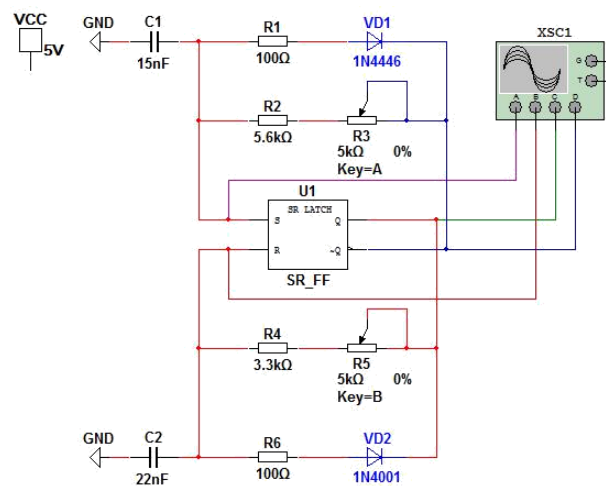 VCC
5V
GND
C1
15nF
R1
100Ω
VD1
1N4446
XSC1
G
T
A B C D
R2
5.6kΩ
R3
5kΩ 0%
Key=A
U1
SR LATCH
S Q
R ~Q
SR_FF
R4
3.3kΩ
R5
5kΩ 0%
Key=B
GND
C2
22nF
R6
100Ω
VD2
1N4001